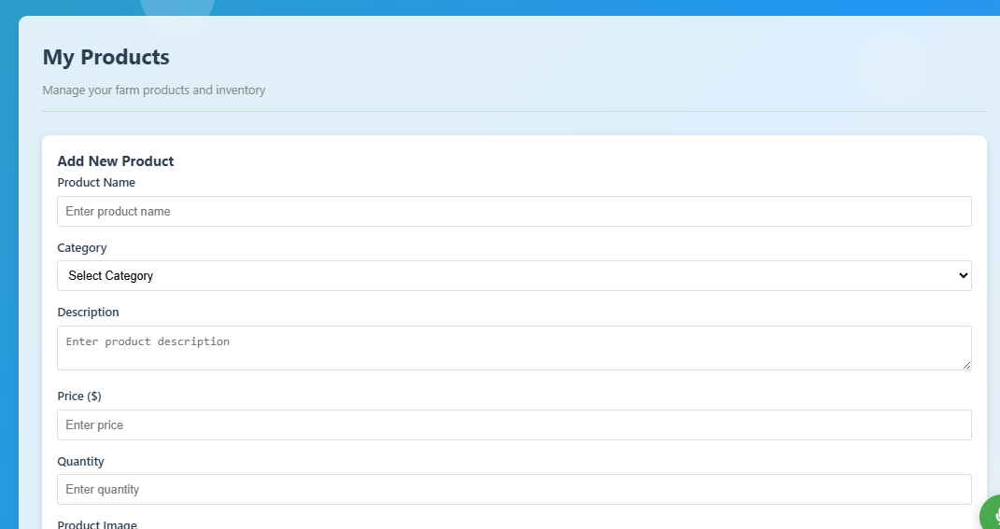 My Products
Manage your farm products and inventory
Add New Product
Product Name
Enter product name
Category
Select Category
Description
Enter product description
Price ($)
Enter price
Quantity
Enter quantity
Product Image